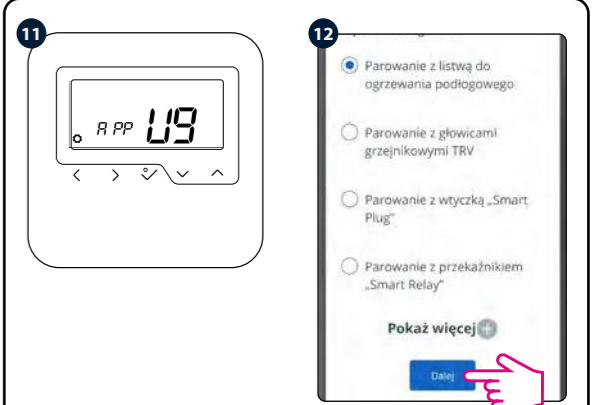 11
APP U9
12
Parowanie z listwą do
ogrzewania podłogowego
Parowanie z głowicami
grzejnikowymi TRV
Parowanie z wtyczką „Smart
Plug”
Parowanie z przekaźnikiem
„Smart Relay”
Pokaż więcej
Dalej